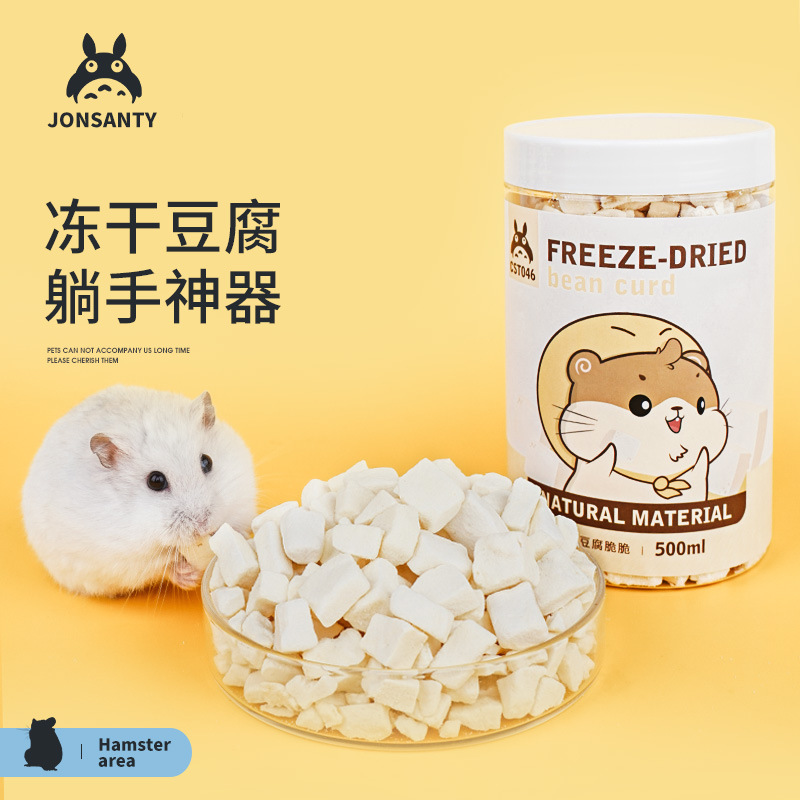 JONSANTY
冻干豆腐
躺手神器
PETS CAN NOT ACCOMPANY US LONG TIME
PLEASE CHERISH THEM
CST046
FREEZE-DRIED
bean curd
NATURAL MATERIAL
豆腐脆脆 | 500ml
Hamster
area